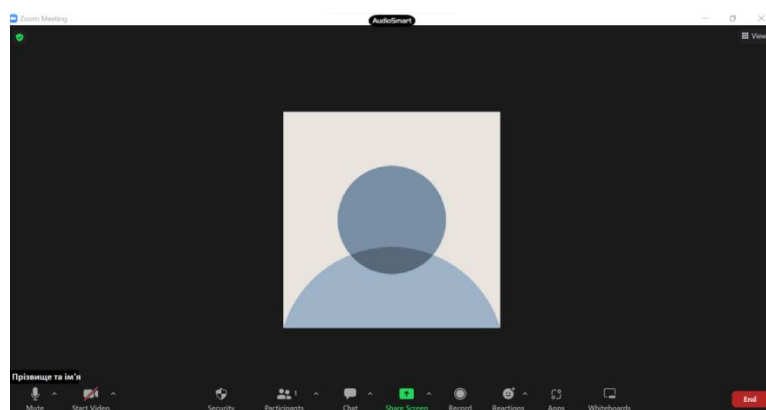 Zoom Meeting
AudioSmart
View
Прізвище та ім'я
1
Mute
Start Video
Security
Participants
Chat
Share Screen
Record
Reactions
Apps
Whiteboards
End